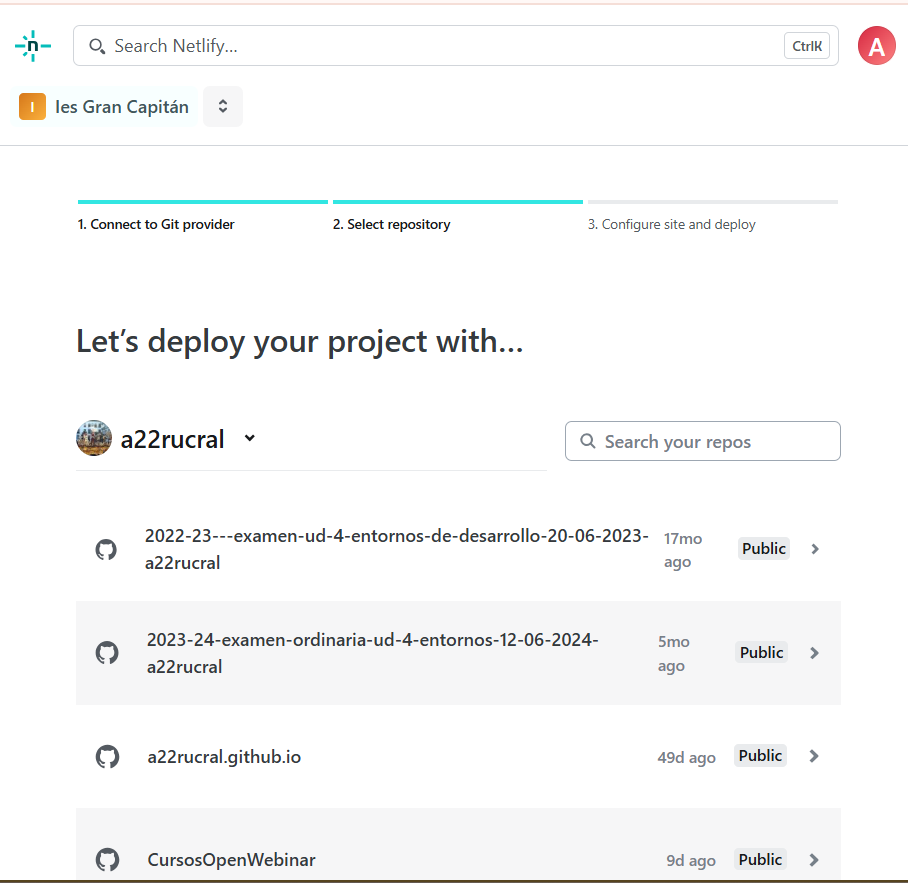 n
Search Netlify...
CtrlK
A
I
Ies Gran Capitán
1. Connect to Git provider
2. Select repository
3. Configure site and deploy
Let’s deploy your project with…
a22rucral
Search your repos
2022-23---examen-ud-4-entornos-de-desarrollo-20-06-2023-
a22rucral
17mo
ago
Public
2023-24-examen-ordinaria-ud-4-entornos-12-06-2024-
a22rucral
5mo
ago
Public
a22rucral.github.io
49d ago
Public
CursosOpenWebinar
9d ago
Public